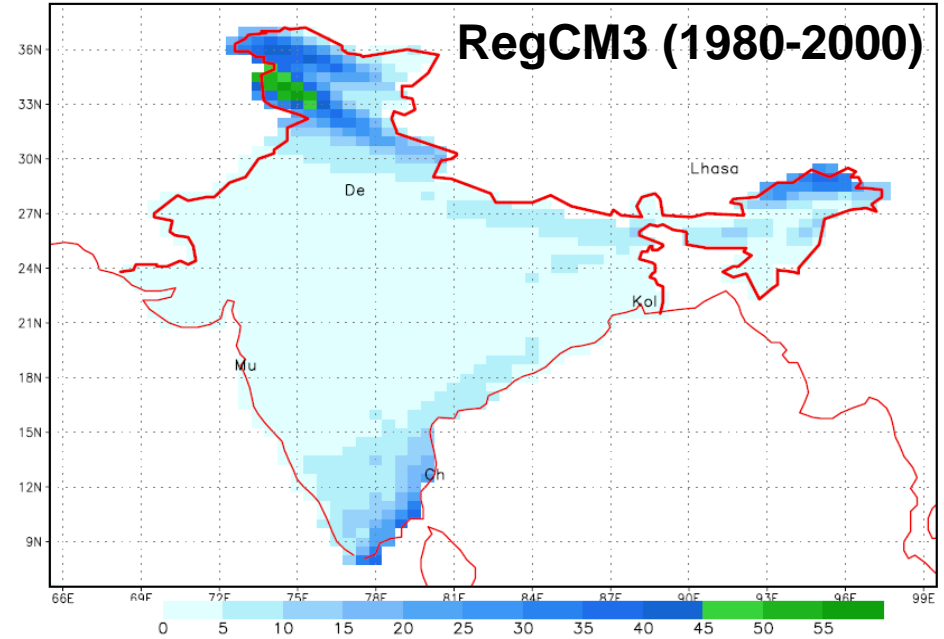 RegCM3 (1980-2000)
36N
33N
30N
Lhasa
De
27N
24N
Kol
21N
Mu
18N
15N
Ch
12N
9N
66E 69E 72E 75E 78E 81E 84E 87E 90E 93E 96E 99E
0 5 10 15 20 25 30 35 40 45 50 55